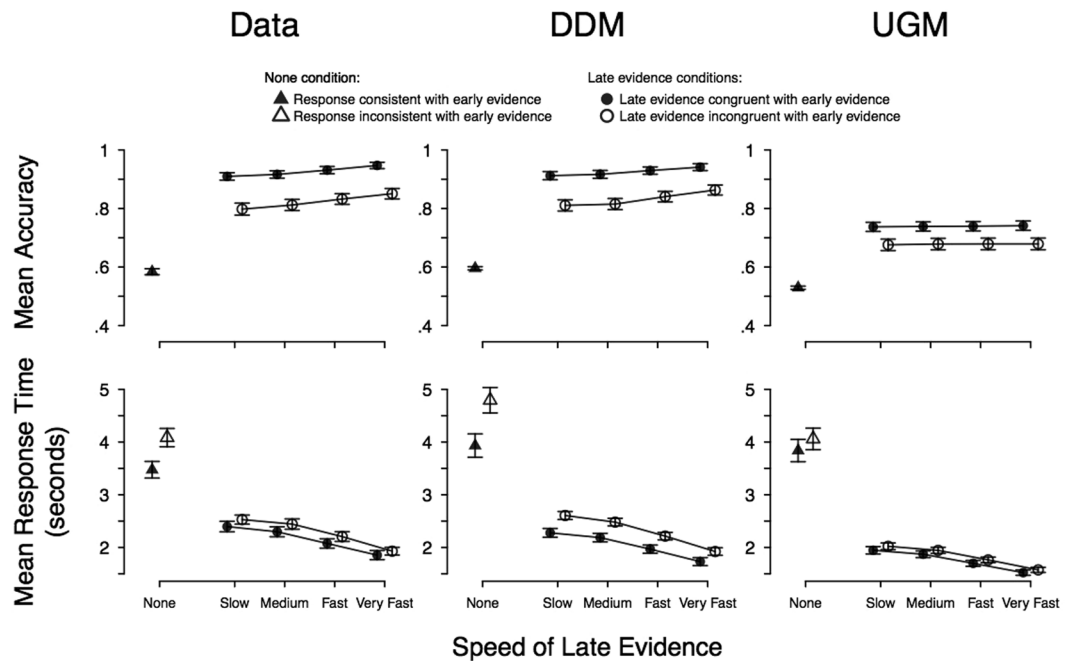 Data DDM UGM
None condition: Late evidence conditions:
Response consistent with early evidence Late evidence congruent with early evidence
Response inconsistent with early evidence Late evidence incongruent with early evidence
Mean Accuracy
1 1 1
.8 .8 .8
.6 .6 .6
.4 .4 .4
Mean Response Time
(seconds)
5 5 5
4 4 4
3 3 3
2 2 2
None Slow Medium Fast Very Fast None Slow Medium Fast Very Fast None Slow Medium Fast Very Fast
Speed of Late Evidence